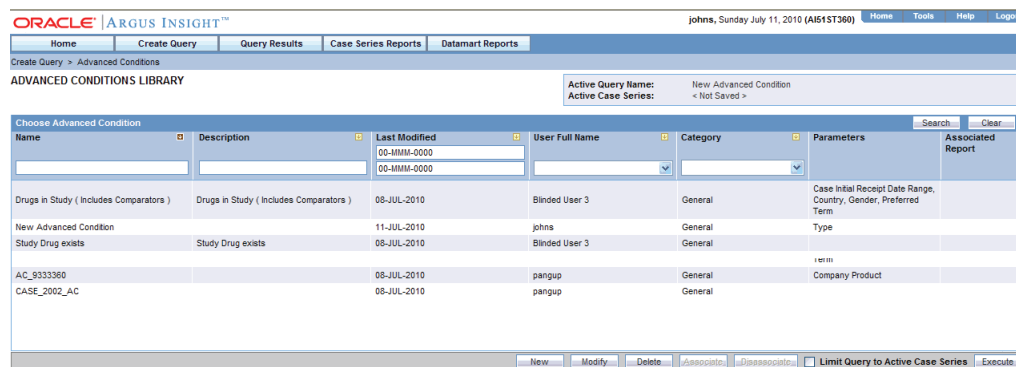 ORACLE | ARGUS INSIGHT™
johns, Sunday July 11, 2010 (AI51ST360)
Home Tools Help Logo
Home Create Query Query Results Case Series Reports Datamart Reports
Create Query > Advanced Conditions
ADVANCED CONDITIONS LIBRARY
Active Query Name: New Advanced Condition
Active Case Series: < Not Saved >
Choose Advanced Condition Search Clear
Name Description Last Modified User Full Name Category Parameters Associated Report
00-MMM-0000
00-MMM-0000
Drugs in Study ( Includes Comparators ) Drugs in Study ( Includes Comparators ) 08-JUL-2010 Blinded User 3 General Case Initial Receipt Date Range, Country, Gender, Preferred Term
New Advanced Condition 11-JUL-2010 johns General Type
Study Drug exists Study Drug exists 08-JUL-2010 Blinded User 3 General
Term
AC_9333360 08-JUL-2010 pangup General Company Product
CASE_2002_AC 08-JUL-2010 pangup General
New Modify Delete Associate Disassociate Limit Query to Active Case Series Execute